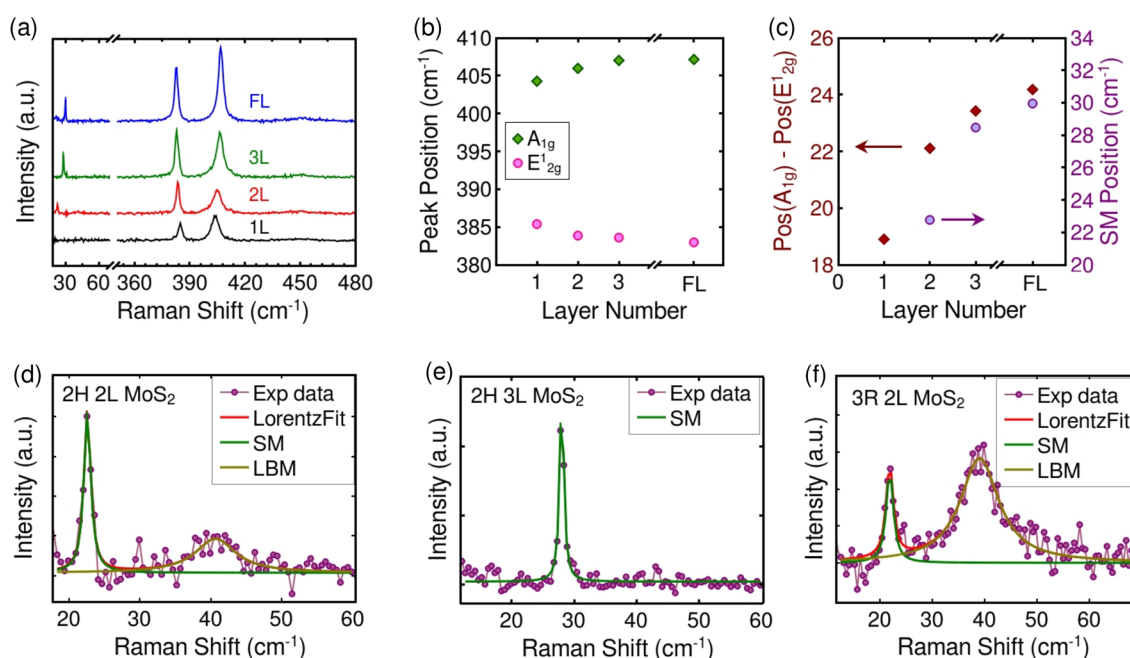 (a)
Intensity (a.u.)
FL
3L
2L
1L
30 60 360 390 420 450 480
Raman Shift (cm⁻¹)
(b)
Peak Position (cm⁻¹)
410
405
400
395
390
385
380
A₁g
E¹₂g
1 2 3 FL
Layer Number
(c)
Pos(A₁g) - Pos(E¹₂g)
26
24
22
20
18
0 1 2 3 FL
Layer Number
34
32
30
28
26
24
22
20
SM Position (cm⁻¹)
(d)
2H 2L MoS₂
Exp data
LorentzFit
SM
LBM
Intensity (a.u.)
20 30 40 50 60
Raman Shift (cm⁻¹)
(e)
2H 3L MoS₂
Exp data
SM
Intensity (a.u.)
20 30 40 50 60
Raman Shift (cm⁻¹)
(f)
3R 2L MoS₂
Exp data
LorentzFit
SM
LBM
Intensity (a.u.)
20 30 40 50 60
Raman Shift (cm⁻¹)